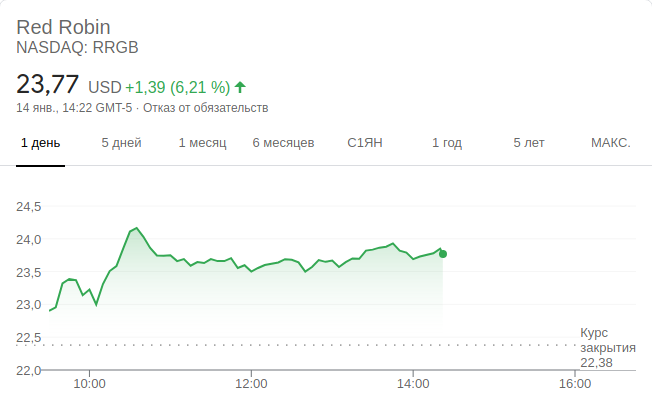 Red Robin
NASDAQ: RRGB
23,77 USD +1,39 (6,21 %)
14 янв., 14:22 GMT-5 · Отказ от обязательств
1 день 5 дней 1 месяц 6 месяцев С1ЯН 1 год 5 лет МАКС.
24,5
24,0
23,5
23,0
22,5
22,0
Курс
закрытия
22,38
10:00 12:00 14:00 16:00